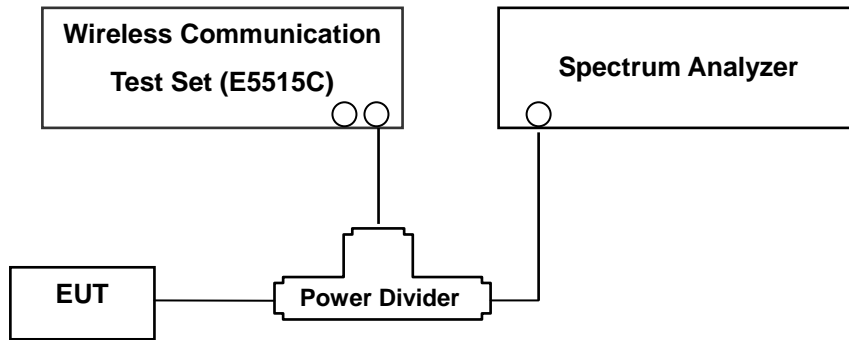 Wireless Communication
Test Set (E5515C)
Spectrum Analyzer
EUT
Power Divider